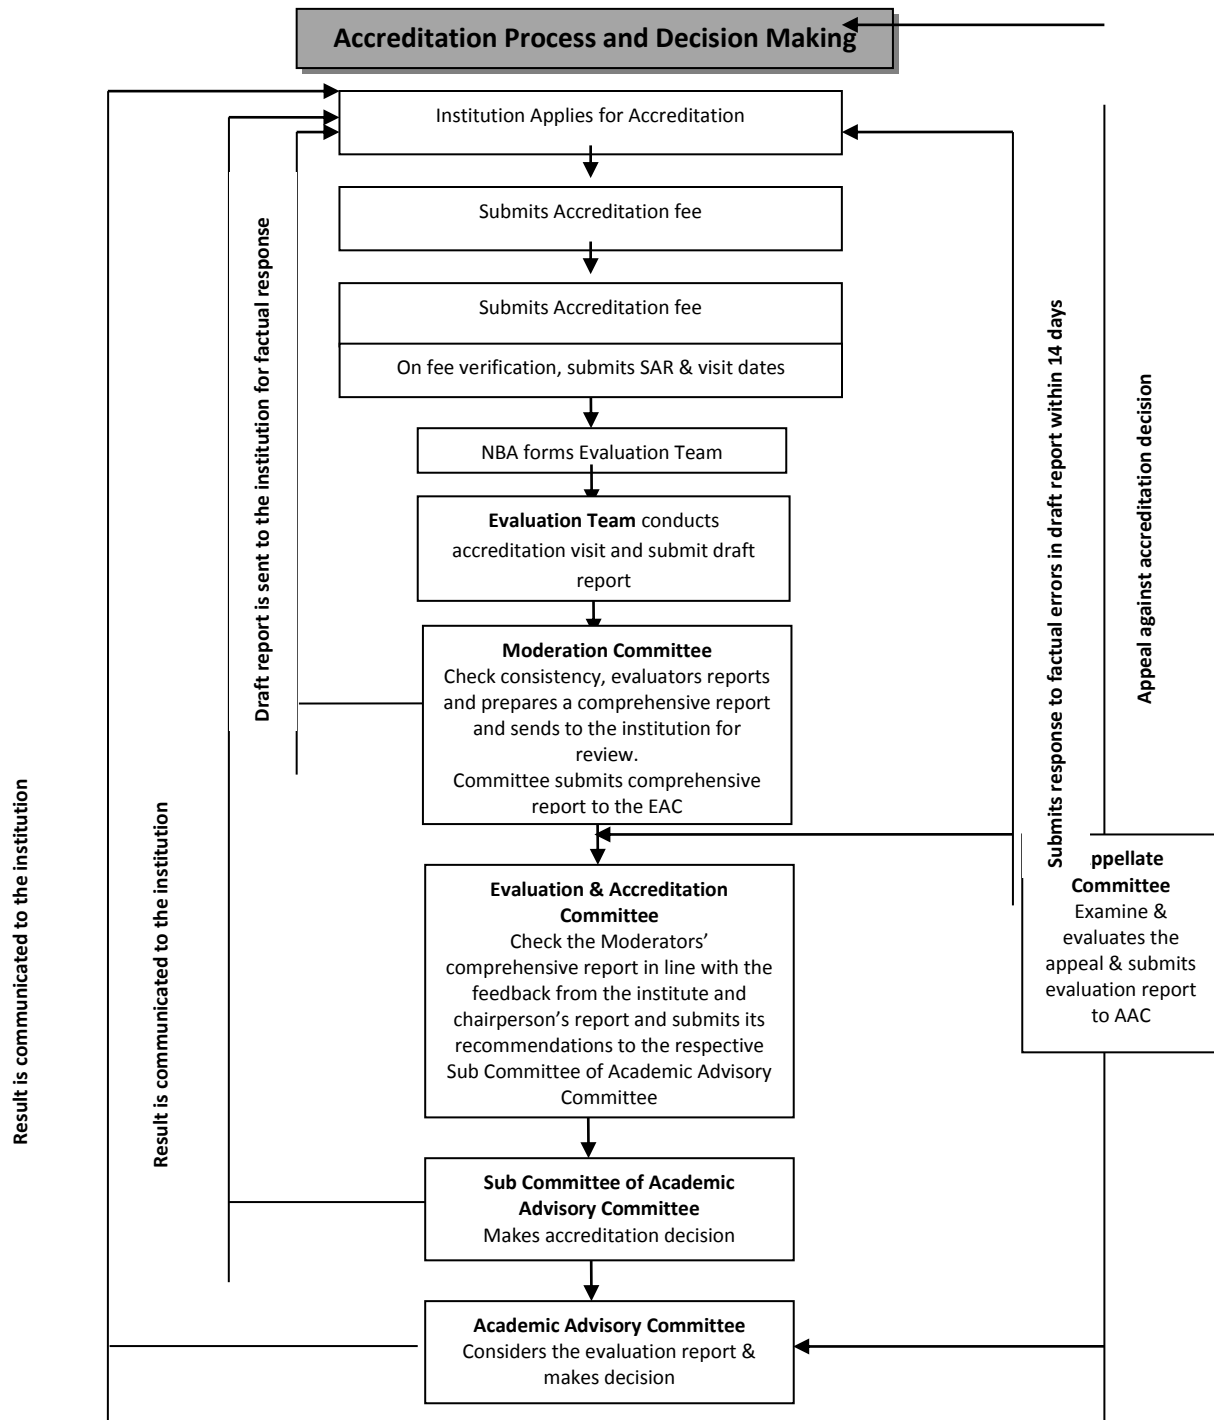 Accreditation Process and Decision Making
Institution Applies for Accreditation
Submits Accreditation fee
Submits Accreditation fee
On fee verification, submits SAR & visit dates
NBA forms Evaluation Team
Evaluation Team conducts
accreditation visit and submit draft
report
Moderation Committee
Check consistency, evaluators reports
and prepares a comprehensive report
and sends to the institution for
review.
Committee submits comprehensive
report to the EAC
Evaluation & Accreditation
Committee
Check the Moderators’
comprehensive report in line with the
feedback from the institute and
chairperson’s report and submits its
recommendations to the respective
Sub Committee of Academic Advisory
Committee
Sub Committee of Academic
Advisory Committee
Makes accreditation decision
Academic Advisory Committee
Considers the evaluation report &
makes decision
Result is communicated to the institution
Result is communicated to the institution
Draft report is sent to the institution for factual response
Submits response to factual errors in draft report within 14 days
Appeal against accreditation decision
ppellate
Committee
Examine &
evaluates the
appeal & submits
evaluation report
to AAC